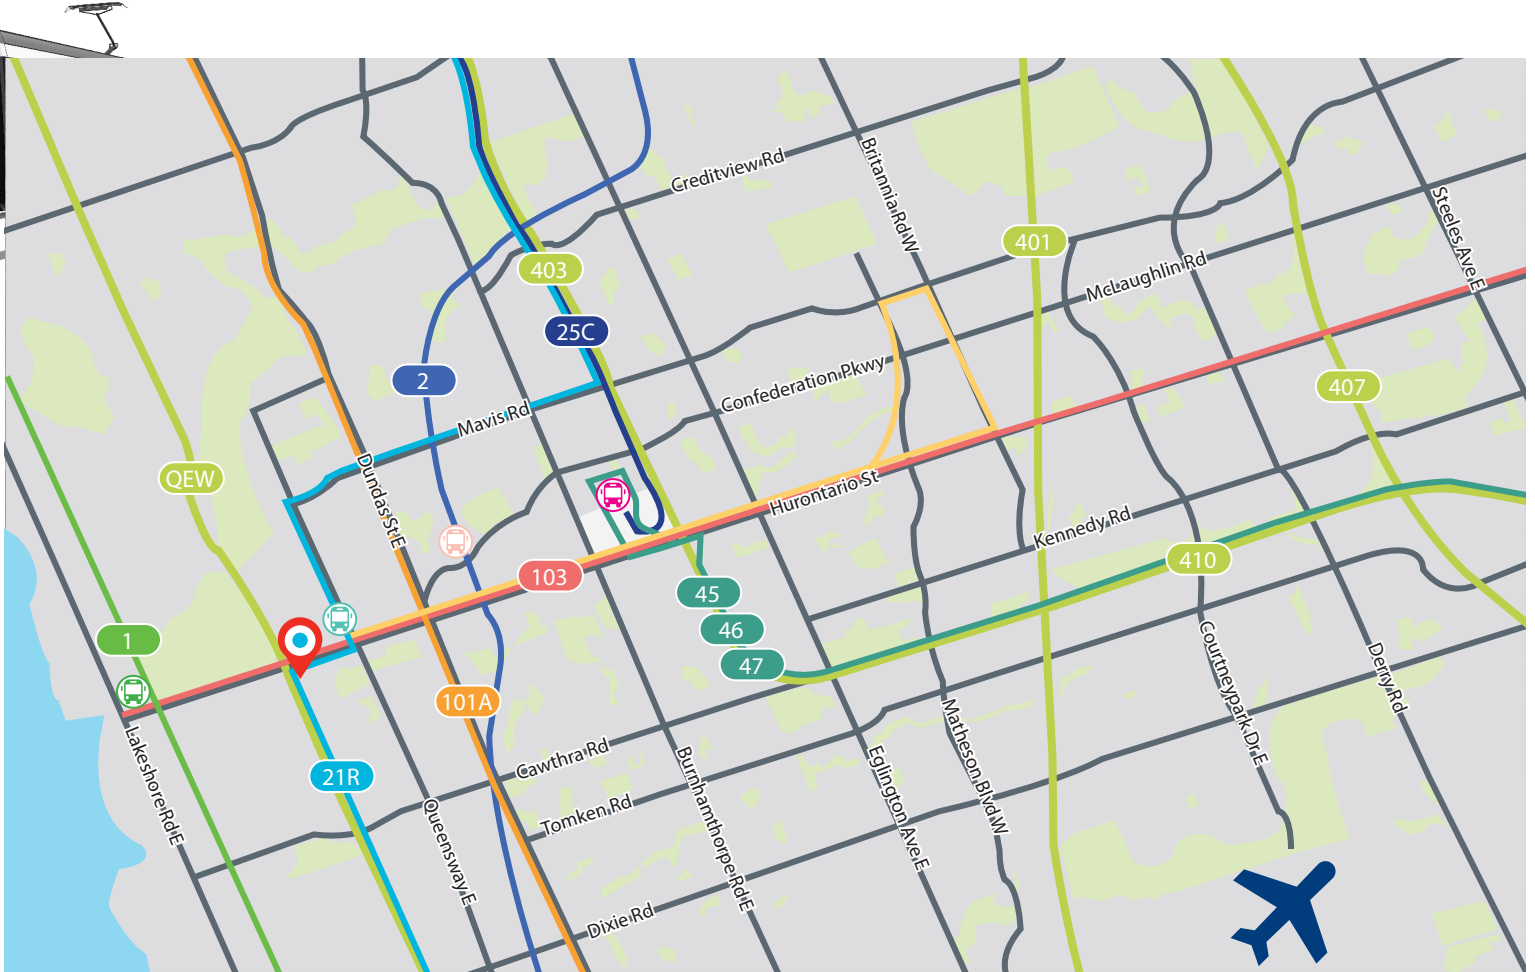 Creditview Rd
Britannia Rd W
Steeles Ave E
401
McLaughlin Rd
403
25C
2
Confederation Pkwy
407
Mavis Rd
QEW
Dundas St E
Hurontario St
Kennedy Rd
410
103
45
46
47
1
Courtneypark Dr E
Derry Rd
101A
Matheson Blvd W
Lakeshore Rd E
21R
Cawthra Rd
Burnhamthorpe Rd E
Eglington Ave E
Queensway E
Tomken Rd
Dixie Rd